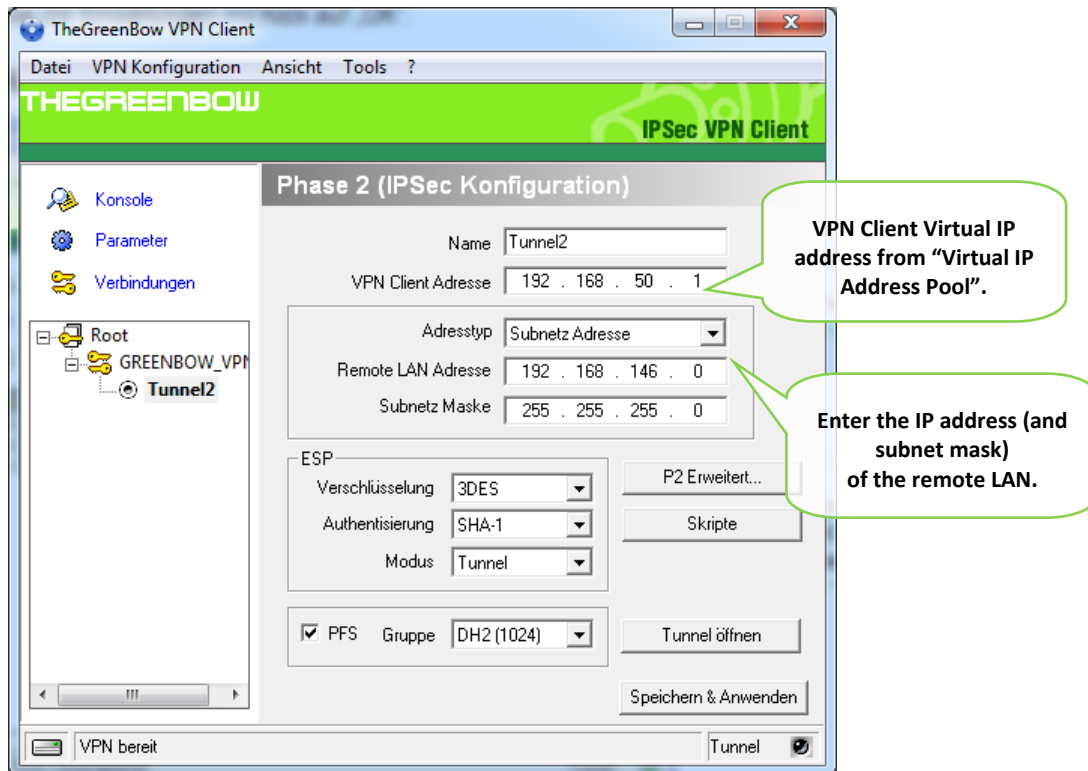 TheGreenBow VPN Client
Datei VPN Konfiguration Ansicht Tools ?
THEGREENBOW
IPSec VPN Client
Konsole
Parameter
Verbindungen
Root
GREENBOW_VPN
Tunnel2
Phase 2 (IPSec Konfiguration)
Name Tunnel2
VPN Client Adresse 192 . 168 . 50 . 1
Adresstyp Subnetz Adresse
Remote LAN Adresse 192 . 168 . 146 . 0
Subnetz Maske 255 . 255 . 255 . 0
ESP
Verschlüsselung 3DES
Authentisierung SHA-1
Modus Tunnel
P2 Erweitert...
Skripte
PFS Gruppe DH2 (1024)
Tunnel öffnen
Speichern & Anwenden
VPN bereit
Tunnel
VPN Client Virtual IP
address from “Virtual IP
Address Pool”.
Enter the IP address (and
subnet mask)
of the remote LAN.